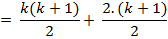 = k(k + 1)/2 + 2.(k + 1)/2